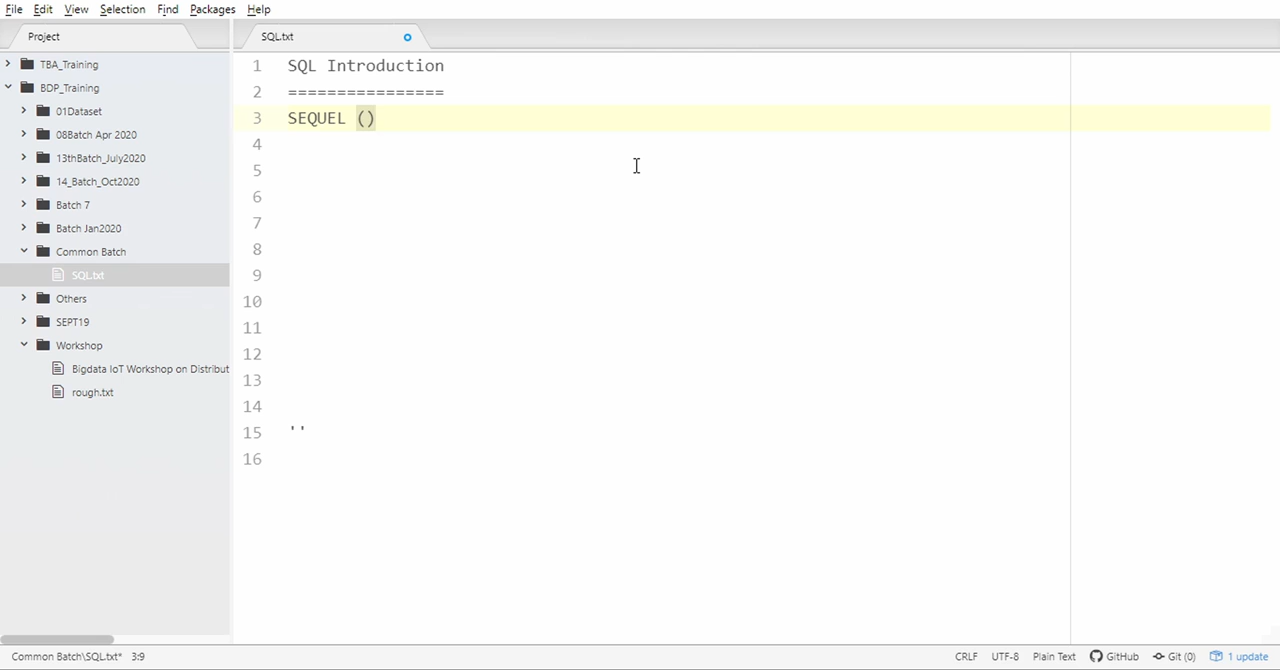 File Edit View Selection Find Packages Help
Project
SQL.txt
TBA_Training
BDP_Training
01Dataset
08Batch Apr 2020
13thBatch_July2020
14_Batch_Oct2020
Batch 7
Batch Jan2020
Common Batch
SQL.txt
Others
SEPT19
Workshop
Bigdata IoT Workshop on Distribut
rough.txt
1 SQL Introduction
2 ================
3 SEQUEL ()
4
5
6
7
8
9
10
11
12
13
14
15 ''
16
Common Batch\SQL.txt* 3:9 CRLF UTF-8 Plain Text GitHub Git (0) 1 update